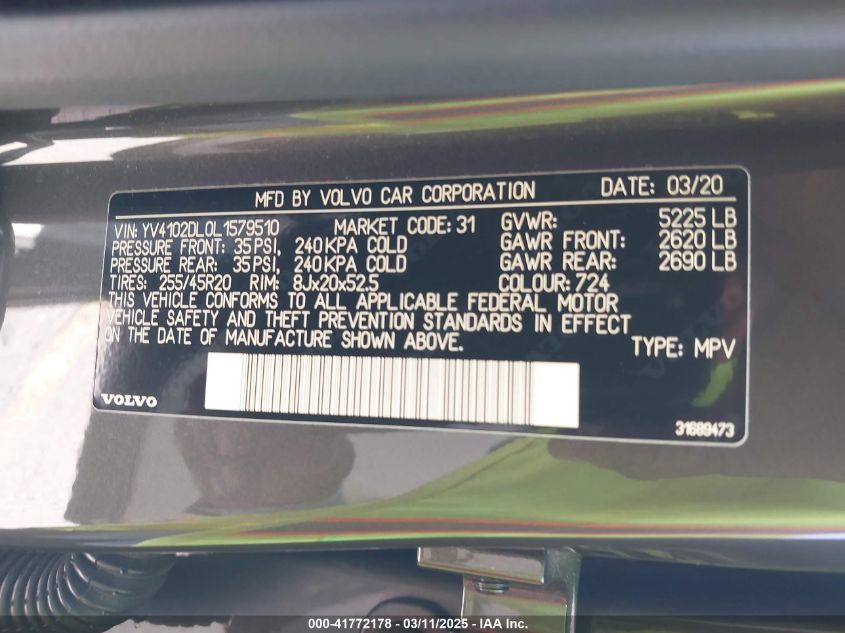 MFD BY VOLVO CAR CORPORATION DATE: 03/20
VIN: YV4102DL0L1579510 MARKET CODE: 31 GVWR: 5225 LB
PRESSURE FRONT: 35 PSI, 240 KPA COLD GAWR FRONT: 2620 LB
PRESSURE REAR: 35 PSI, 240 KPA COLD GAWR REAR: 2690 LB
TIRES: 255/45R20 RIM: 8Jx20x52.5 COLOUR: 724
THIS VEHICLE CONFORMS TO ALL APPLICABLE FEDERAL MOTOR
VEHICLE SAFETY AND THEFT PREVENTION STANDARDS IN EFFECT
ON THE DATE OF MANUFACTURE SHOWN ABOVE.
TYPE: MPV
VOLVO
31689473
000-41772178 - 03/11/2025 - IAA Inc.